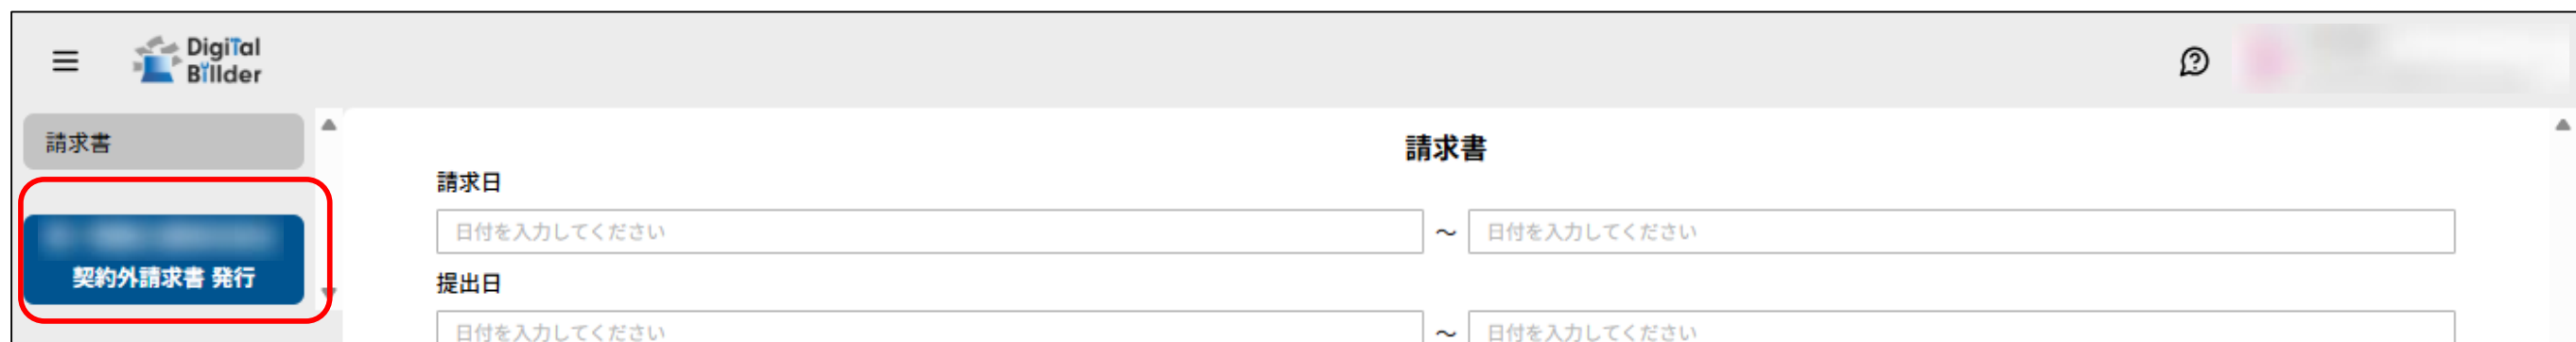 DigiTal
Billder
請求書
契約外請求書 発行
請求書
請求日
日付を入力してください ～ 日付を入力してください
提出日
日付を入力してください ～ 日付を入力してください